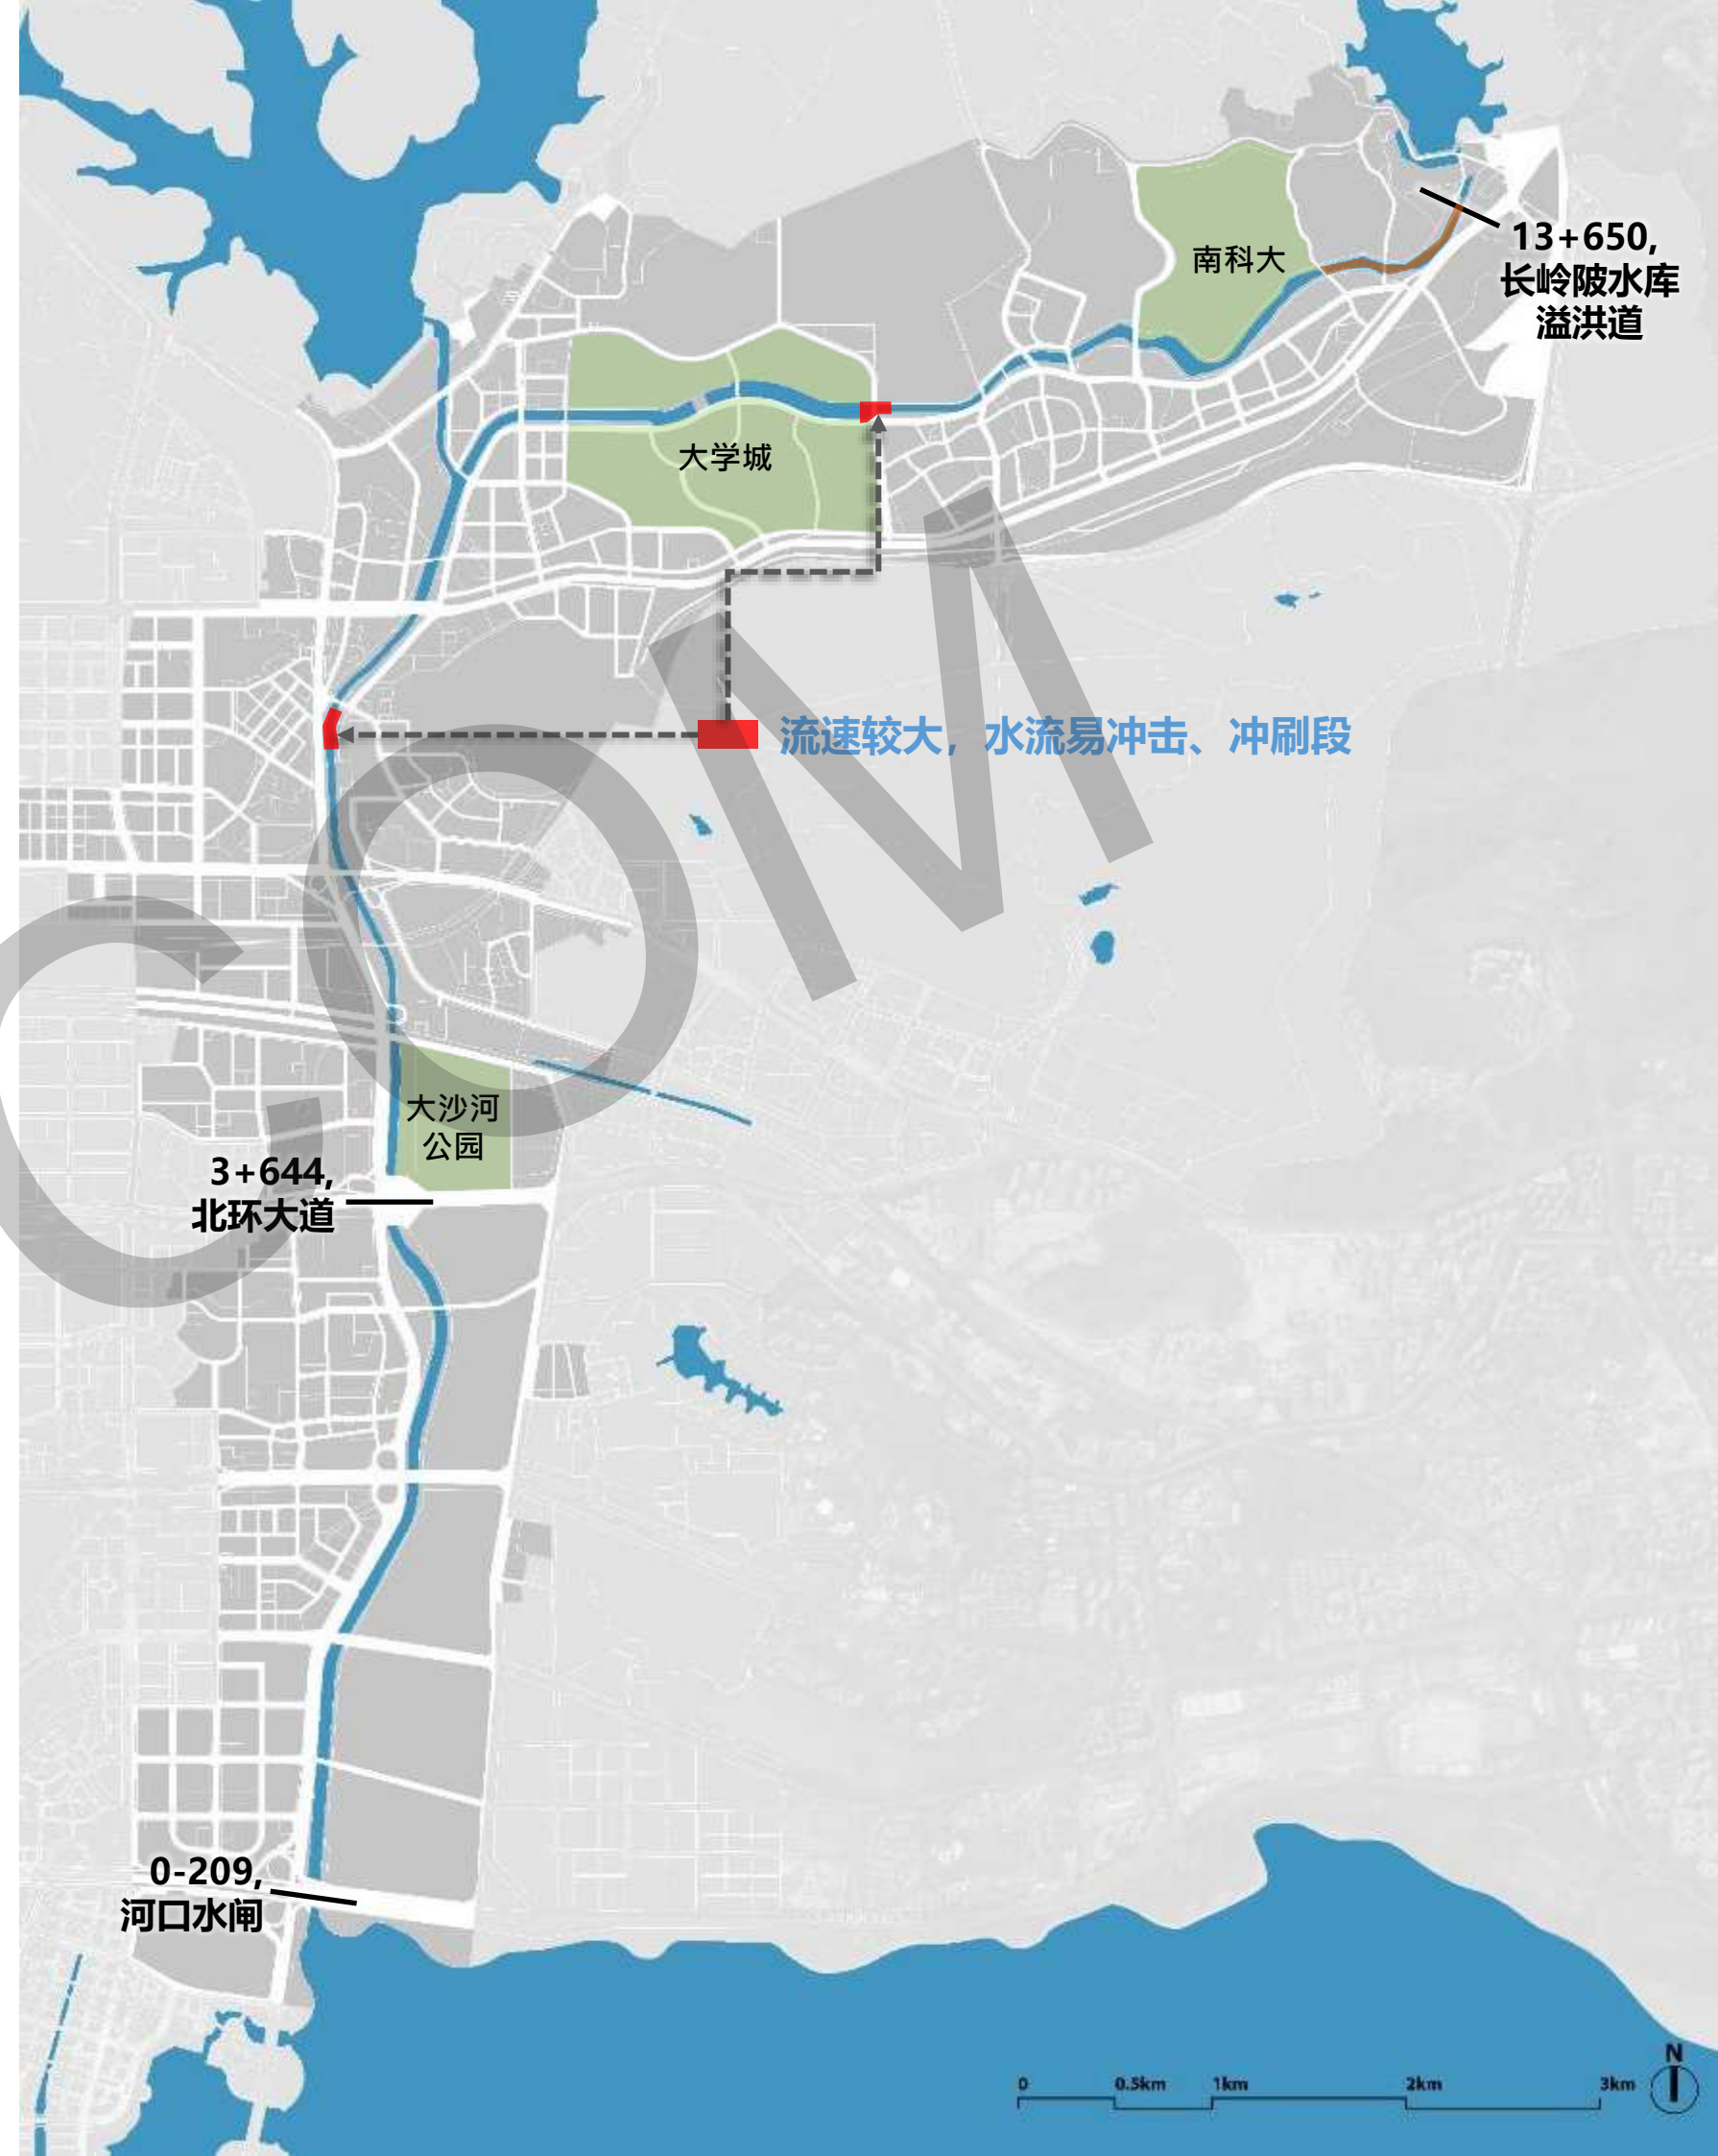 南科大
13+650,
长岭陂水库
溢洪道
大学城
流速较大，水流易冲击、冲刷段
大沙河
公园
3+644,
北环大道
0-209,
河口水闸
COM
N
0 0.5km 1km 2km 3km